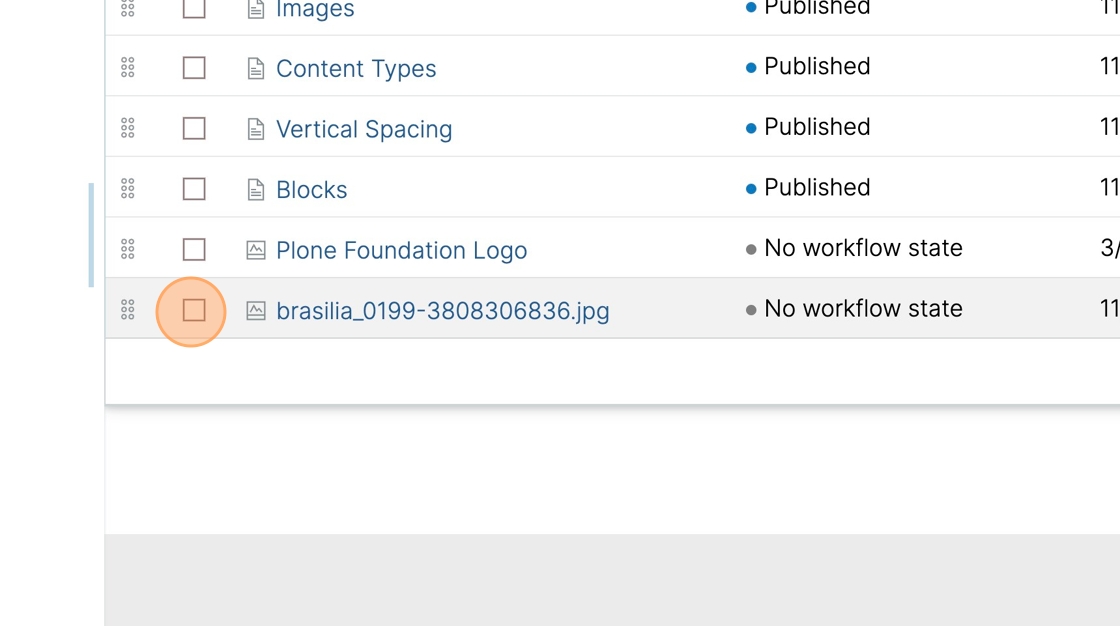 Images Published 11
Content Types Published 11
Vertical Spacing Published 11
Blocks Published 11
Plone Foundation Logo No workflow state 3/
brasilia_0199-3808306836.jpg No workflow state 11